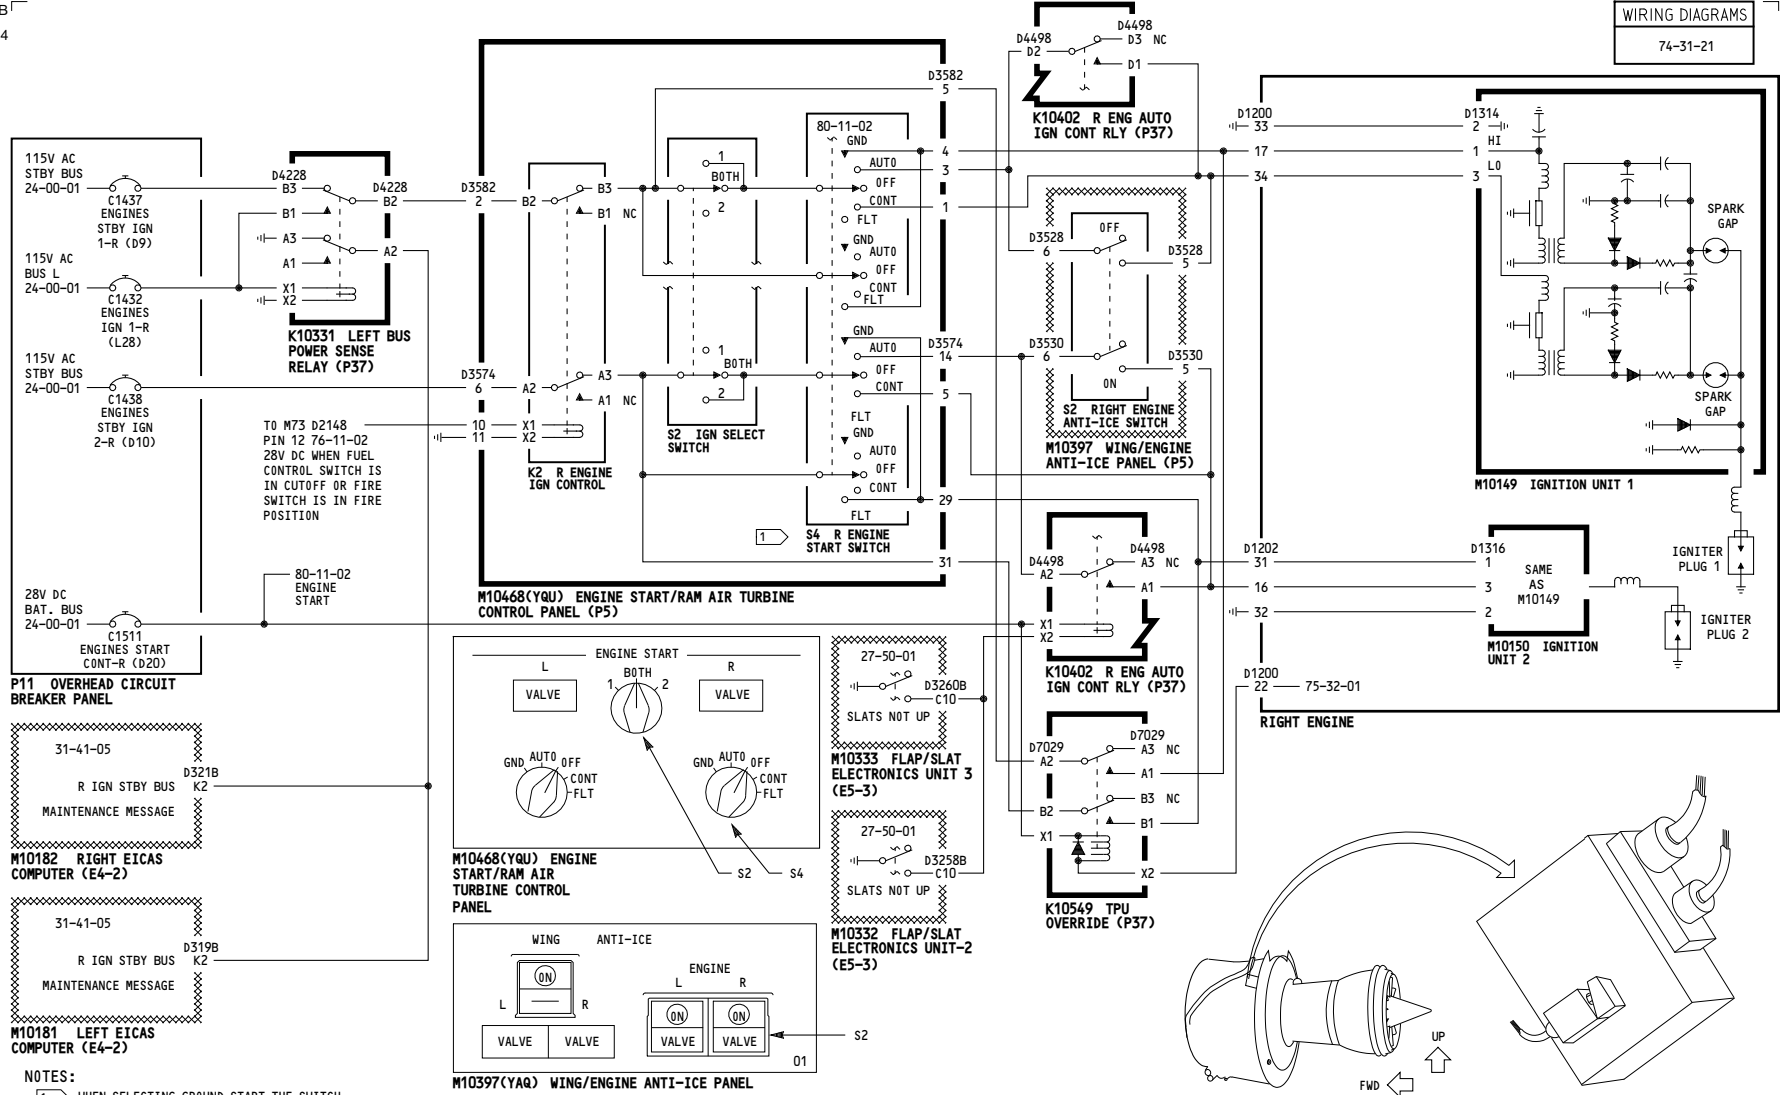 B
4
WIRING DIAGRAMS
74-31-21
115V AC
STBY BUS
24-00-01
C1437
ENGINES
STBY IGN
1-R (D9)
115V AC
BUS L
24-00-01
C1432
ENGINES
IGN 1-R
(L28)
115V AC
STBY BUS
24-00-01
C1438
ENGINES
STBY IGN
2-R (D10)
28V DC
BAT. BUS
24-00-01
C1511
ENGINES START
CONT-R (D20)
P11 OVERHEAD CIRCUIT
BREAKER PANEL
D4228
B3
B1
A3
A1
X1
X2
D4228
B2
A2
K10331 LEFT BUS
POWER SENSE
RELAY (P37)
TO M73 D2148
PIN 12 76-11-02
28V DC WHEN FUEL
CONTROL SWITCH IS
IN CUTOFF OR FIRE
SWITCH IS IN FIRE
POSITION
80-11-02
ENGINE
START
D3582
2
D3574
6
10
11
B2
B3
B1 NC
A2
A3
A1 NC
X1
X2
K2 R ENGINE
IGN CONTROL
1
BOTH
2
1
BOTH
2
S2 IGN SELECT
SWITCH
80-11-02
GND
AUTO
OFF
CONT
FLT
GND
AUTO
OFF
CONT
FLT
GND
AUTO
OFF
CONT
FLT
GND
AUTO
OFF
CONT
FLT
1
S4 R ENGINE
START SWITCH
D3582
5
4
3
1
D3574
14
5
29
31
M10468(YQU) ENGINE START/RAM AIR TURBINE
CONTROL PANEL (P5)
D4498
D2
D4498
D3 NC
D1
K10402 R ENG AUTO
IGN CONT RLY (P37)
D3528
6
OFF
D3528
5
D3530
6
D3530
5
ON
S2 RIGHT ENGINE
ANTI-ICE SWITCH
M10397 WING/ENGINE
ANTI-ICE PANEL (P5)
D4498
A2
D4498
A3 NC
A1
X1
X2
K10402 R ENG AUTO
IGN CONT RLY (P37)
D7029
A2
D7029
A3 NC
A1
B2
B3 NC
B1
X1
X2
K10549 TPU
OVERRIDE (P37)
D1200
33
17
34
D1202
31
16
32
D1200
22
75-32-01
RIGHT ENGINE
D1314
2
HI
1
LO
3
SPARK
GAP
SPARK
GAP
M10149 IGNITION UNIT 1
IGNITER
PLUG 1
D1316
1
3
2
SAME
AS
M10149
M10150 IGNITION
UNIT 2
IGNITER
PLUG 2
31-41-05
R IGN STBY BUS
D321B
K2
MAINTENANCE MESSAGE
M10182 RIGHT EICAS
COMPUTER (E4-2)
31-41-05
R IGN STBY BUS
D319B
K2
MAINTENANCE MESSAGE
M10181 LEFT EICAS
COMPUTER (E4-2)
ENGINE START
L
BOTH
R
1
2
VALVE
VALVE
GND
AUTO
OFF
CONT
FLT
GND
AUTO
OFF
CONT
FLT
S2
S4
M10468(YQU) ENGINE
START/RAM AIR
TURBINE CONTROL
PANEL
27-50-01
D3260B
C10
SLATS NOT UP
M10333 FLAP/SLAT
ELECTRONICS UNIT 3
(E5-3)
27-50-01
D3258B
C10
SLATS NOT UP
M10332 FLAP/SLAT
ELECTRONICS UNIT-2
(E5-3)
WING
ANTI-ICE
ON
L
R
VALVE
VALVE
ENGINE
L
R
ON
ON
VALVE
VALVE
S2
01
M10397(YAQ) WING/ENGINE ANTI-ICE PANEL
UP
FWD
NOTES:
1 WHEN SELECTING GROUND START THE SWITCH